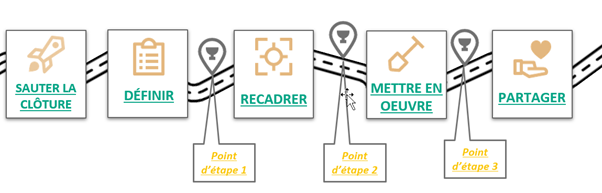 SAUTER LA
CLÔTURE
DÉFINIR
RECADRER
METTRE EN
OEUVRE
PARTAGER
Point
d'étape 1
Point
d'étape 2
Point
d'étape 3